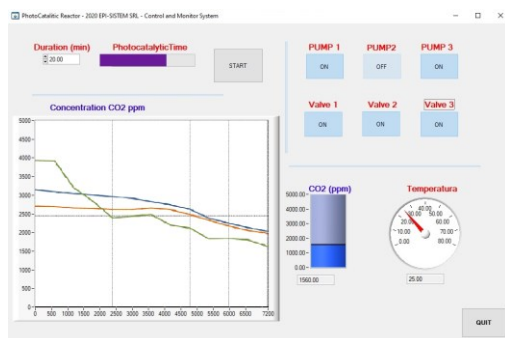 PhotoCatalitic Reactor - 2020 EPI-SISTEM SRL - Control and Monitor System
Duration (min)
20.00
PhotocatalyticTime
START
PUMP 1
PUMP2
PUMP 3
ON
OFF
ON
Valve 1
Valve 2
Valve 3
ON
ON
ON
Concentration CO2 ppm
5000
4500
4000
3500
3000
2500
2000
1500
1000
500
0
0 500 1000 1500 2000 2500 3000 3500 4000 4500 5000 5500 6000 6500 7200
CO2 (ppm)
5000.00
4000.00
3000.00
2000.00
1000.00
0.00
1560.00
Temperatura
0.00
10.00
20.00
30.00
40.00
50.00
60.00
70.00
80.00
25.00
QUIT